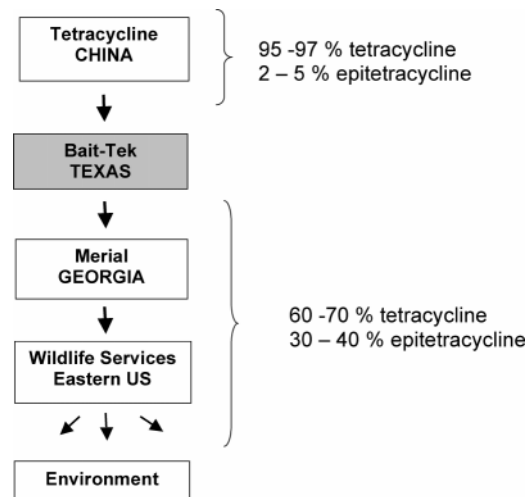 Tetracycline
CHINA
95 -97 % tetracycline
2 – 5 % epitetracycline
Bait-Tek
TEXAS
Merial
GEORGIA
60 -70 % tetracycline
30 – 40 % epitetracycline
Wildlife Services
Eastern US
Environment